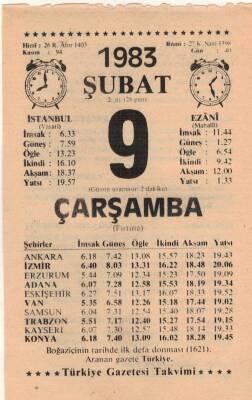 Hicrî : 26 R. Âhir 1403
Kasım : 94
1983
ŞUBAT
Rûmî : 27 K. Sani 1398
Gün : 40
2. ay, (28 gün)
İSTANBUL
(Vasatî)
İmsak : 6.33
Güneş : 7.59
Öğle : 13.23
İkindi : 16.10
Akşam : 18.37
Yatsı : 19.57
9
EZÂNÎ
(Mahallî)
İmsak : 11.44
Güneş : 1.27
Öğle : 6.54
İkindi : 9.42
Akşam : 12.00
Yatsı : 1.33
(Günün uzaması: 2 dakika)
ÇARŞAMBA
(Fırtına)
Şehirler İmsak Güneş Öğle İkindi Akşam Yatsı
ANKARA 6.18 7.42 13.08 15.57 18.23 19.42
İZMİR 6.40 8.03 13.31 16.22 18.48 20.06
ERZURUM 5.44 7.09 12.34 15.23 17.50 19.09
ADANA 6.07 7.28 12.58 15.53 18.19 19.34
ESKİŞEHİR 6.27 7.51 13.17 16.07 18.33 19.52
VAN 5.35 6.58 12.26 15.18 17.44 19.02
SAMSUN 6.04 7.31 12.54 15.40 18.07 19.28
TRABZON 5.51 7.17 12.40 15.27 17.54 19.15
KAYSERİ 6.07 7.30 12.57 15.48 18.14
KONYA 6.18 7.40 13.09 16.02 18.28 19.45
Boğaziçinin tarihde ilk defa donması (1621).
Aranan gazete Türkiye.
Türkiye Gazetesi Takvimi